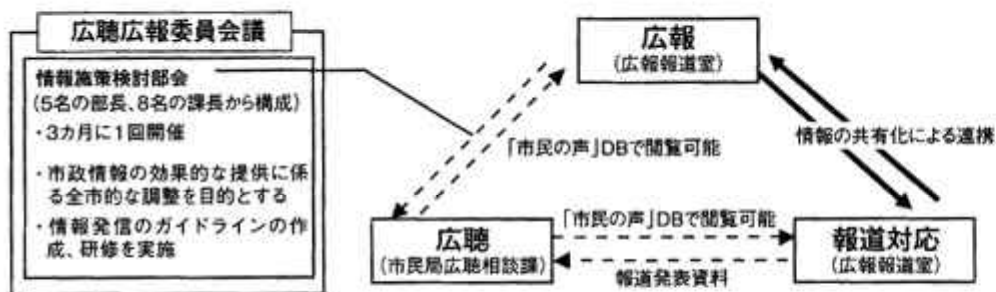 広聴広報委員会議
情報施策検討部会
(5名の部長、8名の課長から構成)
・3カ月に1回開催
・市政情報の効果的な提供に係
る全市的な調整を目的とする
・情報発信のガイドラインの作
成、研修を実施
広報
(広報報道室)
「市民の声」DBで閲覧可能
情報の共有化による連携
広聴
(市民局広聴相談課)
「市民の声」DBで閲覧可能
報道発表資料
報道対応
(広報報道室)